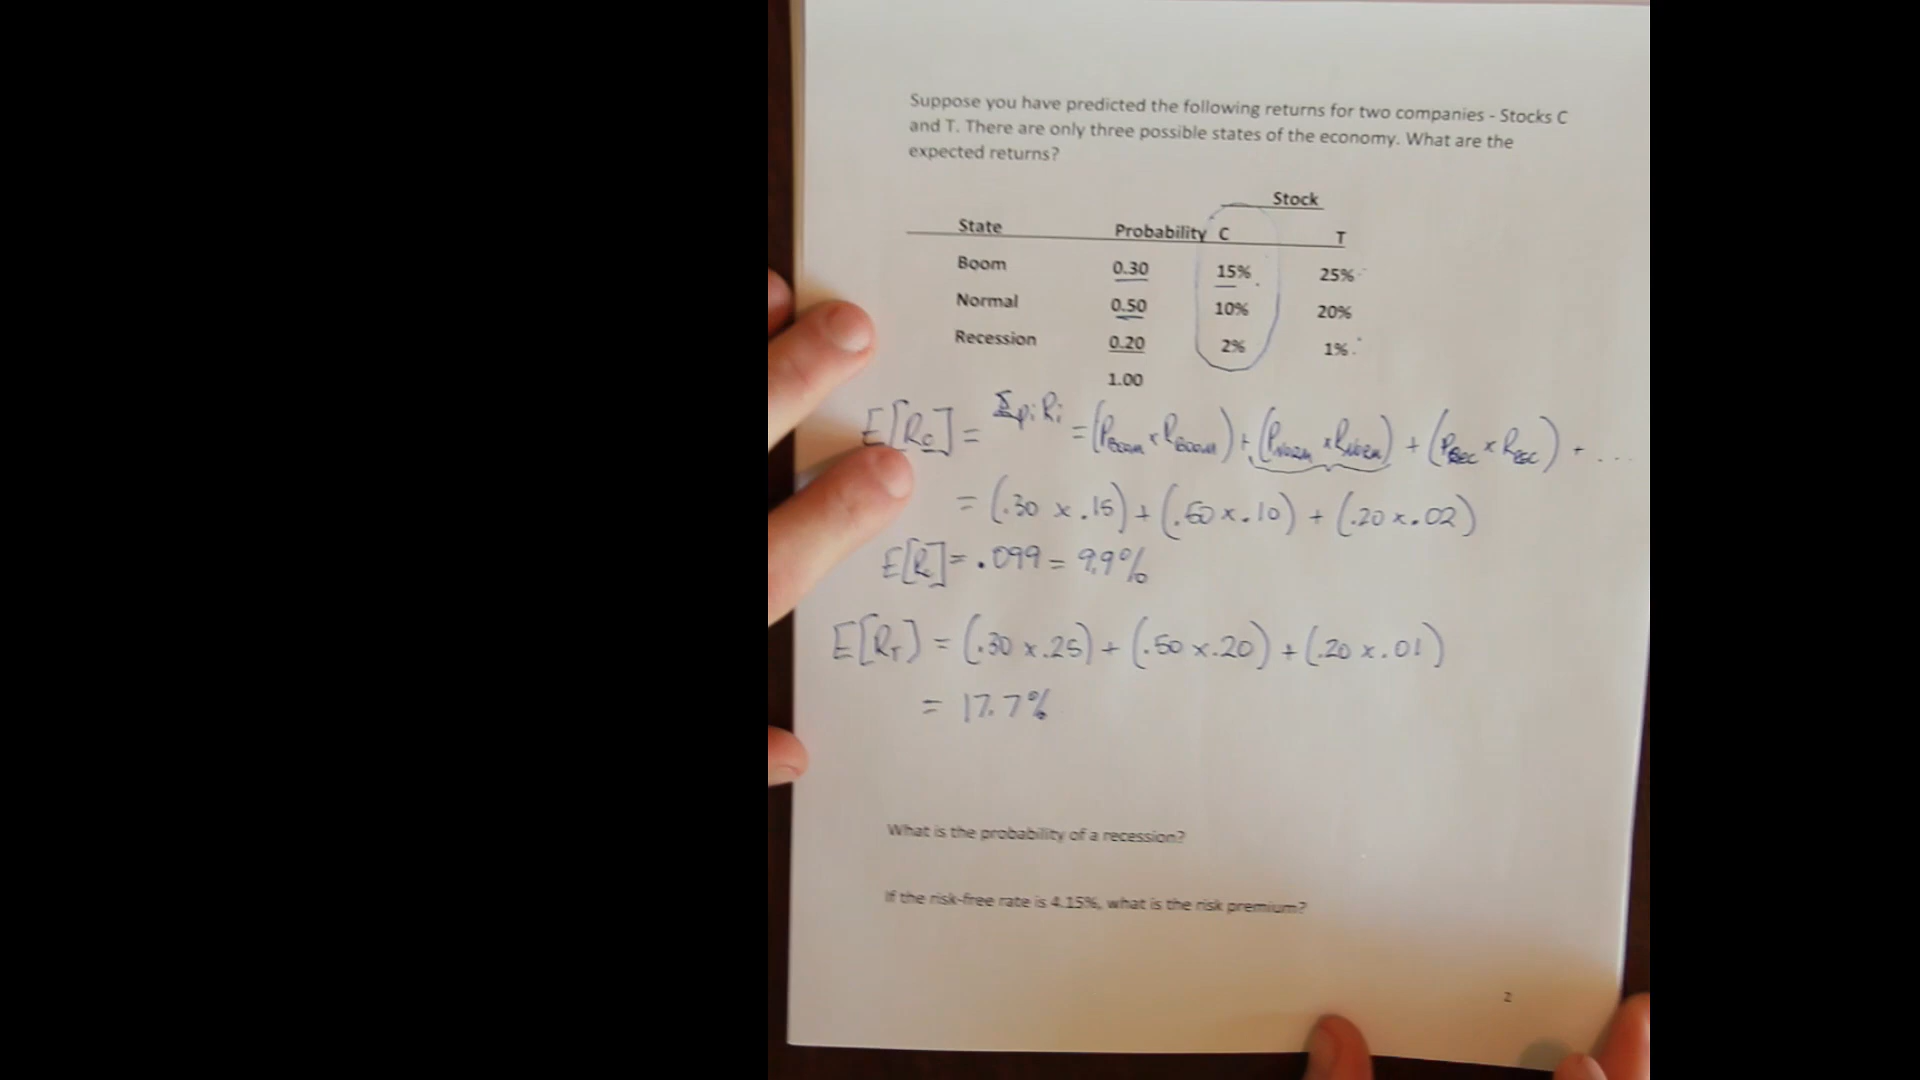 Suppose you have predicted the following returns for two companies - Stocks C
and T. There are only three possible states of the economy. What are the
expected returns?
Stock
State Probability C T
Boom 0.30 15% 25%
Normal 0.50 10% 20%
Recession 0.20 2% 1%
1.00
E[Rc] = Σpi Ri = (PBoom x RBoom) + (PNorm x RNorm) + (PRec x Rrec) + ...
= (.30 x .15) + (.50 x .10) + (.20 x .02)
E[R] = .099 = 9.9%
E[RT] = (.30 x .25) + (.50 x .20) + (.20 x .01)
= 17.7%
What is the probability of a recession?
If the risk-free rate is 4.15%, what is the risk premium?
2